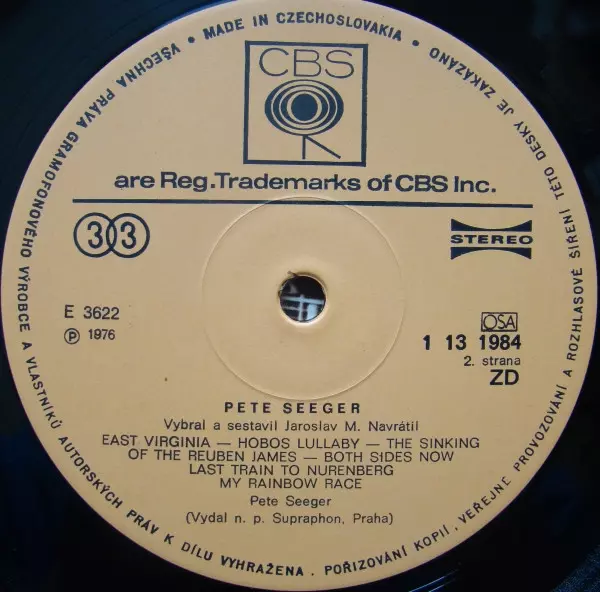 MADE IN CZECHOSLOVAKIA • VŠECHNA PRÁVA GRAMOFONOVÉHO VÝROBCE A VLASTNÍKŮ AUTORSKÝCH PRÁV K DÍLU VYHRAŽENA . POŘIZOVÁNÍ KOPIÍ , VEŘEJNÉ PROVOZOVÁNÍ A ROZHLASOVÉ ŠÍŘENÍ TÉTO DESKY JE ZAKÁZÁNO •
CBS
are Reg.Trademarks of CBS Inc.
33
STEREO
E 3622
P 1976
OSA
1 13 1984
2. strana
ZD
PETE SEEGER
Vybral a sestavil Jaroslav M. Navrátil
EAST VIRGINIA — HOBOS LULLABY — THE SINKING
OF THE REUBEN JAMES — BOTH SIDES NOW
LAST TRAIN TO NURENBERG
MY RAINBOW RACE
Pete Seeger
(Vydal n. p. Supraphon, Praha)